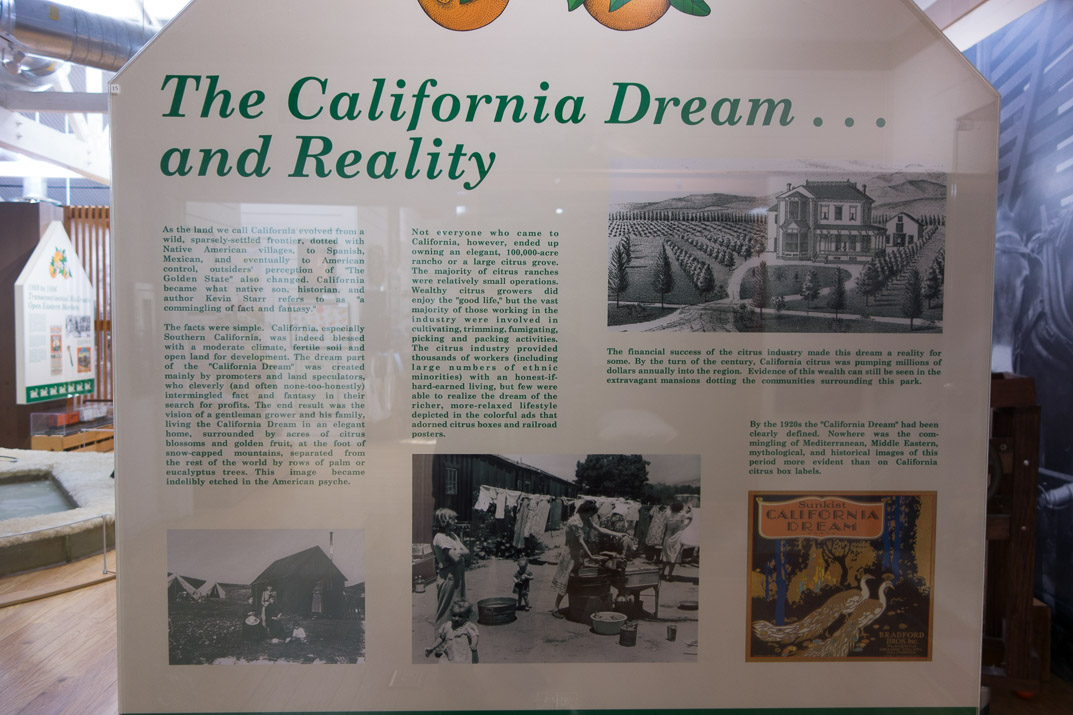 The California Dream . . .
and Reality
As the land we call California evolved from a
wild, sparsely-settled frontier, dotted with
Native American villages, to Spanish,
Mexican, and eventually to American
control, outsiders' perception of "The
Golden State" also changed. California
became what native son, historian, and
author Kevin Starr refers to as "a
commingling of fact and fantasy."
The facts were simple. California, especially
Southern California, was indeed blessed
with a moderate climate, fertile soil and
open land for development. The dream part
of the "California Dream" was created
mainly by promoters and land speculators,
who cleverly (and often none-too-honestly)
intermingled fact and fantasy in their
search for profits. The end result was the
vision of a gentleman grower and his family,
living the California Dream in an elegant
home, surrounded by acres of citrus
blossoms and golden fruit, at the foot of
snow-capped mountains, separated from
the rest of the world by rows of palm or
eucalyptus trees. This image became
indelibly etched in the American psyche.
Not everyone who came to
California, however, ended up
owning an elegant, 100,000-acre
rancho or a large citrus grove.
The majority of citrus ranches
were relatively small operations.
Wealthy citrus growers did
enjoy the "good life," but the vast
majority of those working in the
industry were involved in
cultivating, trimming, fumigating,
picking and packing activities.
The citrus industry provided
thousands of workers (including
large numbers of ethnic
minorities) with an honest-if-
hard-earned living, but few were
able to realize the dream of the
richer, more-relaxed lifestyle
depicted in the colorful ads that
adorned citrus boxes and railroad
posters.
The financial success of the citrus industry made this dream a reality for
some. By the turn of the century, California citrus was pumping millions of
dollars annually into the region. Evidence of this wealth can still be seen in the
extravagant mansions dotting the communities surrounding this park.
By the 1920s the "California Dream" had been
clearly defined. Nowhere was the com-
mingling of Mediterranean, Middle Eastern,
mythological, and historical images of this
period more evident than on California
citrus box labels.
Sunkist
CALIFORNIA
DREAM
BRADFORD
BROS. Inc.
15